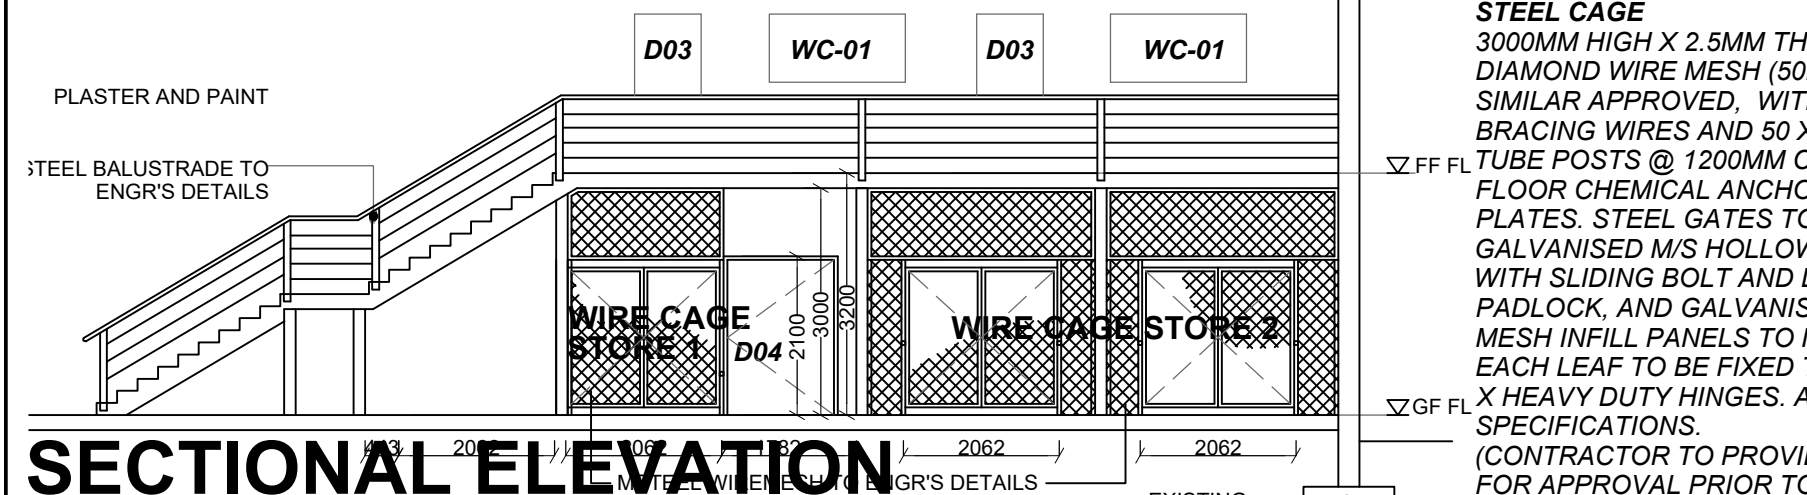 D03
WC-01
D03
WC-01
PLASTER AND PAINT
STEEL BALUSTRADE TO
ENGR'S DETAILS
FF FL
WIRE CAGE
STORE 1
D04
2100
3000
3200
WIRE CAGE STORE 2
GF FL
2062
2062
2062
SECTIONAL ELEVATION
ENGR'S DETAILS
STEEL CAGE
3000MM HIGH X 2.5MM TH
DIAMOND WIRE MESH (50
SIMILAR APPROVED, WIT
BRACING WIRES AND 50 X
TUBE POSTS @ 1200MM C
FLOOR CHEMICAL ANCHO
PLATES. STEEL GATES TO
GALVANISED M/S HOLLOW
WITH SLIDING BOLT AND
PADLOCK, AND GALVANIS
MESH INFILL PANELS TO
EACH LEAF TO BE FIXED
X HEAVY DUTY HINGES. A
SPECIFICATIONS.
(CONTRACTOR TO PROVI
FOR APPROVAL PRIOR TO